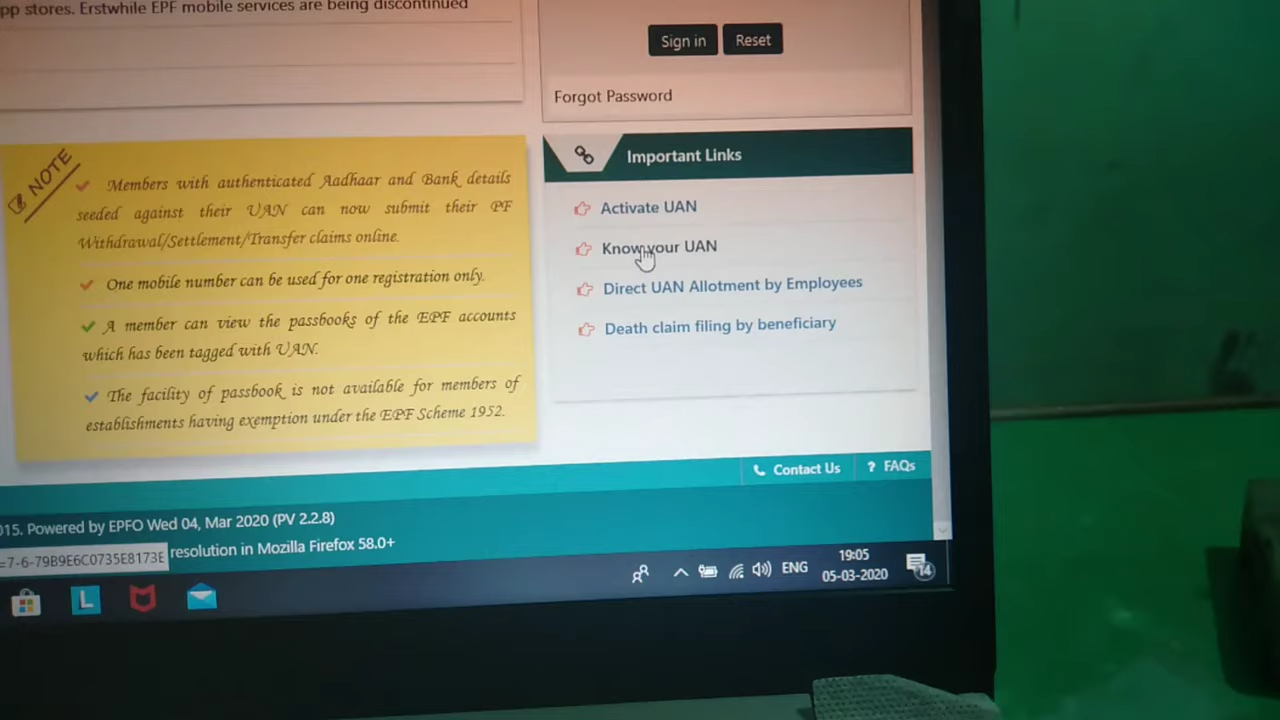 pp stores. Erstwhile EPF mobile services are being discontinued
Sign in
Reset
Forgot Password
NOTE
Members with authenticated Aadhaar and Bank details
seeded against their UAN can now submit their PF
Withdrawal/Settlement/Transfer claims online.
One mobile number can be used for one registration only.
A member can view the passbooks of the EPF accounts
which has been tagged with UAN.
The facility of passbook is not available for members of
establishments having exemption under the EPF Scheme 1952.
Important Links
Activate UAN
Know your UAN
Direct UAN Allotment by Employees
Death claim filing by beneficiary
Contact Us
? FAQs
015. Powered by EPFO Wed 04, Mar 2020 (PV 2.2.8)
=7-6-79B9E6C0735E8173E
resolution in Mozilla Firefox 58.0+
L
ENG
19:05
05-03-2020
14